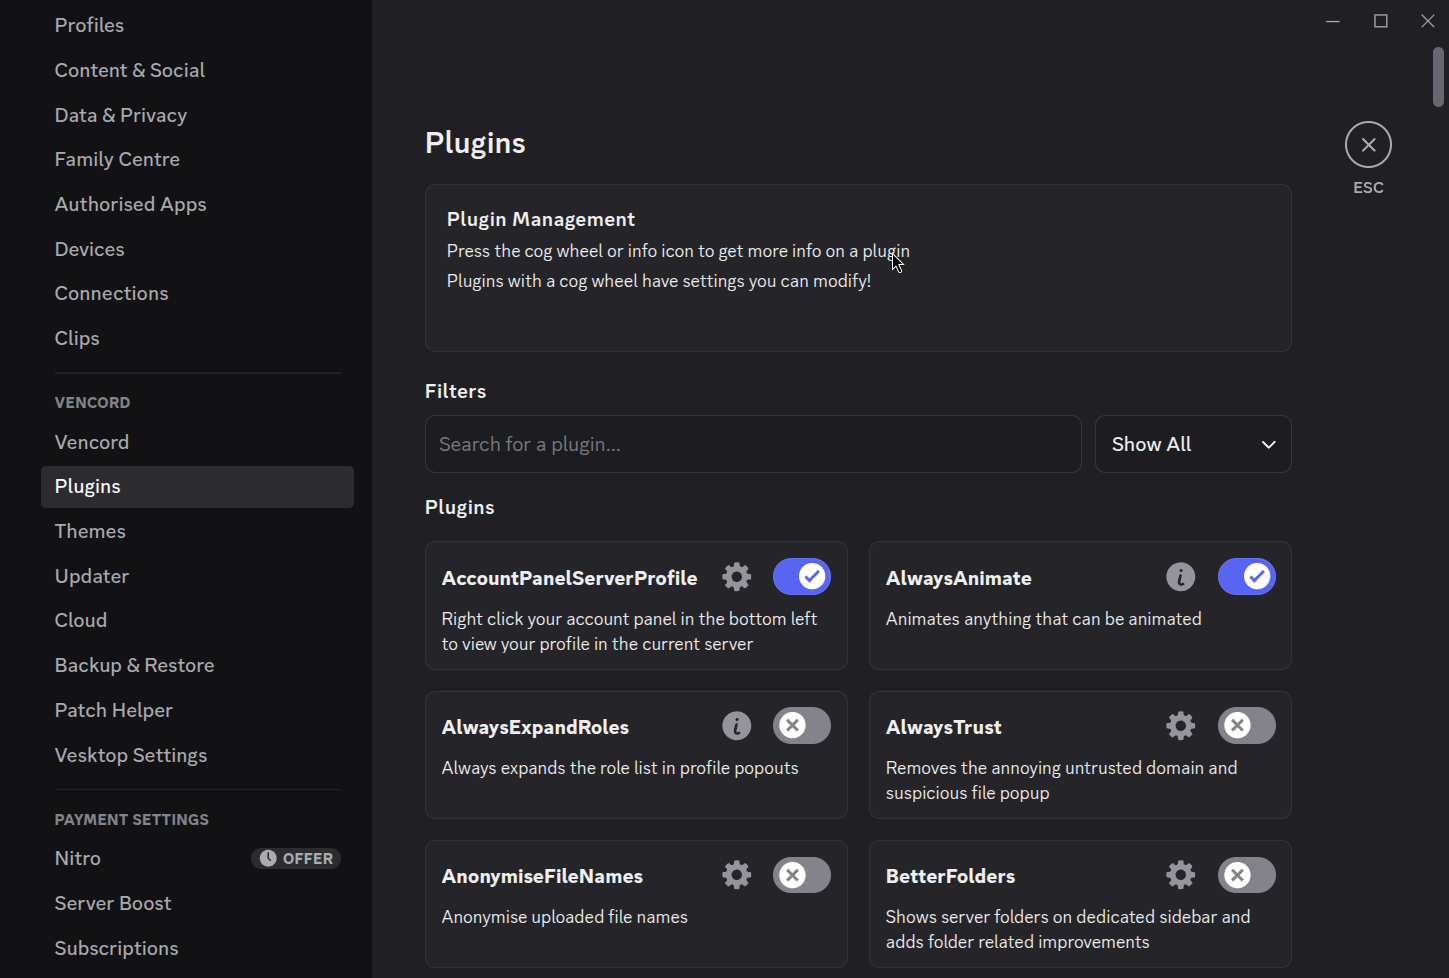 Profiles
Content & Social
Data & Privacy
Family Centre
Authorised Apps
Devices
Connections
Clips
VENCORD
Vencord
Plugins
Themes
Updater
Cloud
Backup & Restore
Patch Helper
Vesktop Settings
PAYMENT SETTINGS
Nitro
OFFER
Server Boost
Subscriptions
Plugins
ESC
Plugin Management
Press the cog wheel or info icon to get more info on a plugin
Plugins with a cog wheel have settings you can modify!
Filters
Search for a plugin...
Show All
Plugins
AccountPanelServerProfile
Right click your account panel in the bottom left
to view your profile in the current server
AlwaysAnimate
Animates anything that can be animated
AlwaysExpandRoles
Always expands the role list in profile popouts
AlwaysTrust
Removes the annoying untrusted domain and
suspicious file popup
AnonymiseFileNames
Anonymise uploaded file names
BetterFolders
Shows server folders on dedicated sidebar and
adds folder related improvements